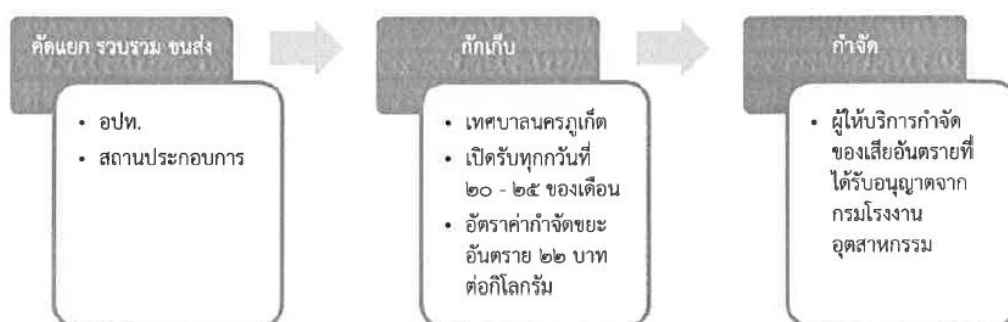 คัดแยก รวบรวม ขนส่ง
• อปท.
• สถานประกอบการ
กักเก็บ
• เทศบาลนครภูเก็ต
• เปิดรับทุกกวันที่
๒๐ - ๒๕ ของเดือน
• อัตราค่ากำจัดขยะ
อันตราย ๒๒ บาท
ต่อกิโลกรัม
กำจัด
• ผู้ให้บริการกำจัด
ของเสียอันตรายที่
ได้รับอนุญาตจาก
กรมโรงงาน
อุตสาหกรรม